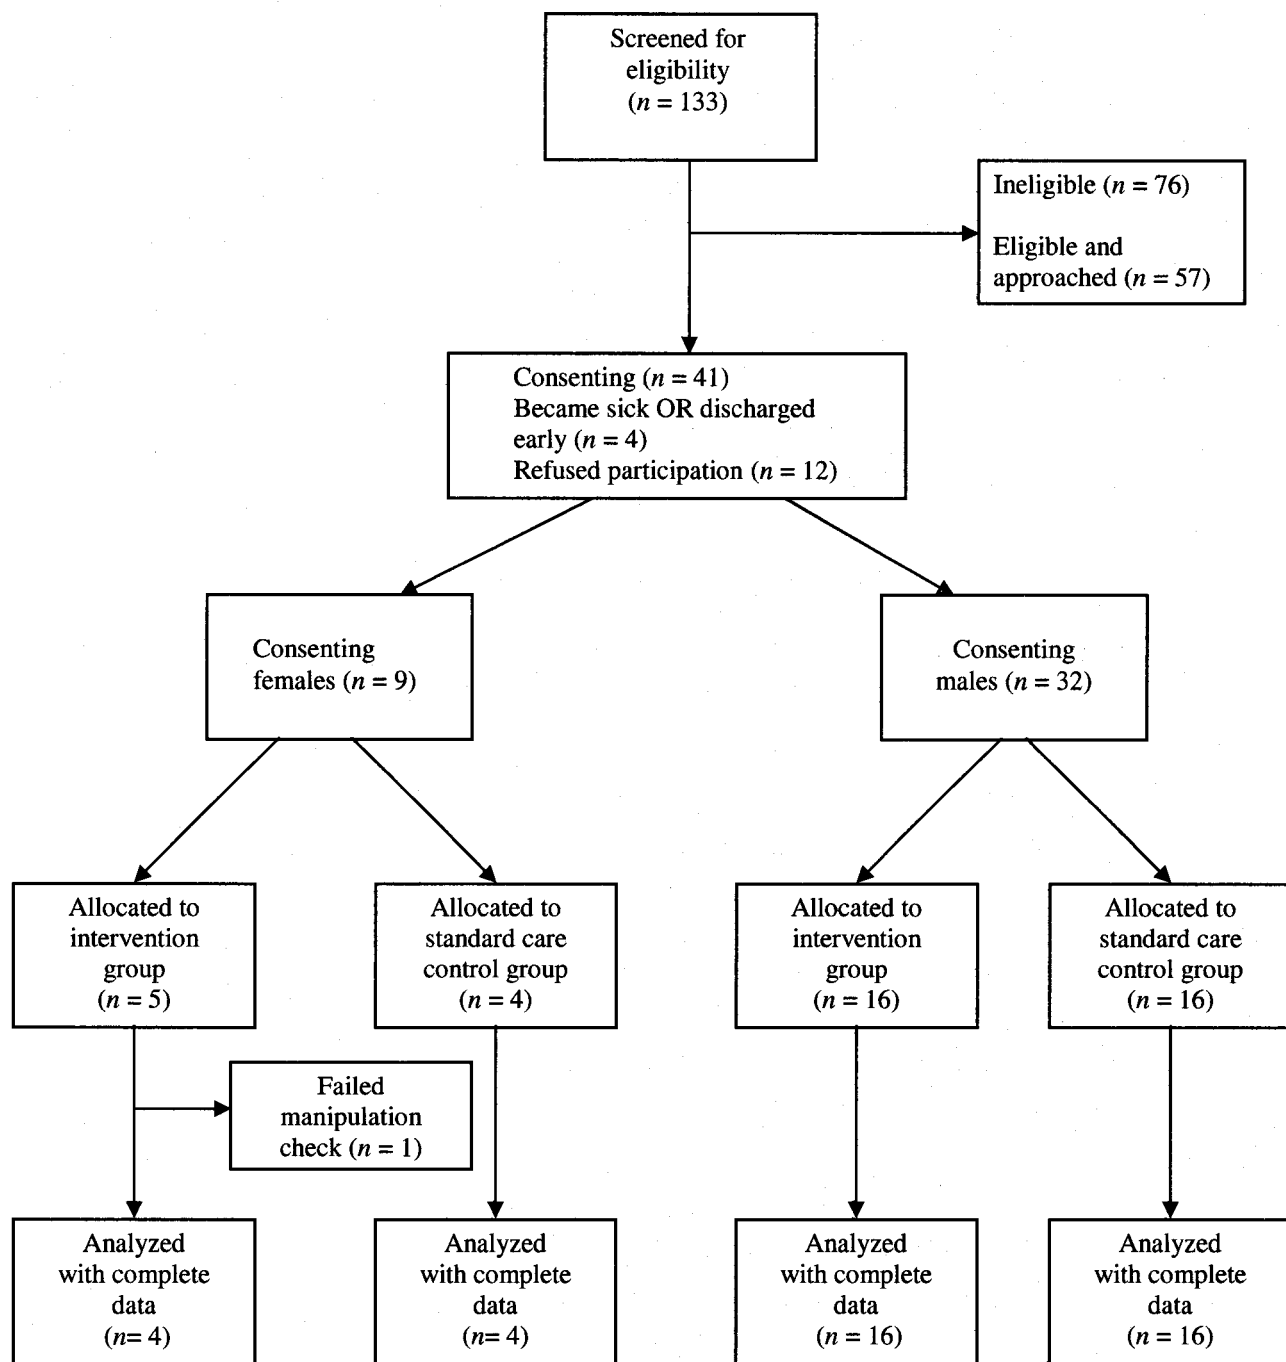 Screened for
eligibility
(n = 133)
Ineligible (n = 76)
Eligible and
approached (n = 57)
Consenting (n = 41)
Became sick OR discharged
early (n = 4)
Refused participation (n = 12)
Consenting
females (n = 9)
Consenting
males (n = 32)
Allocated to
intervention
group
(n = 5)
Allocated to
standard care
control group
(n = 4)
Allocated to
intervention
group
(n = 16)
Allocated to
standard care
control group
(n = 16)
Failed
manipulation
check (n = 1)
Analyzed
with complete
data
(n= 4)
Analyzed
with complete
data
(n= 4)
Analyzed
with complete
data
(n = 16)
Analyzed
with complete
data
(n = 16)